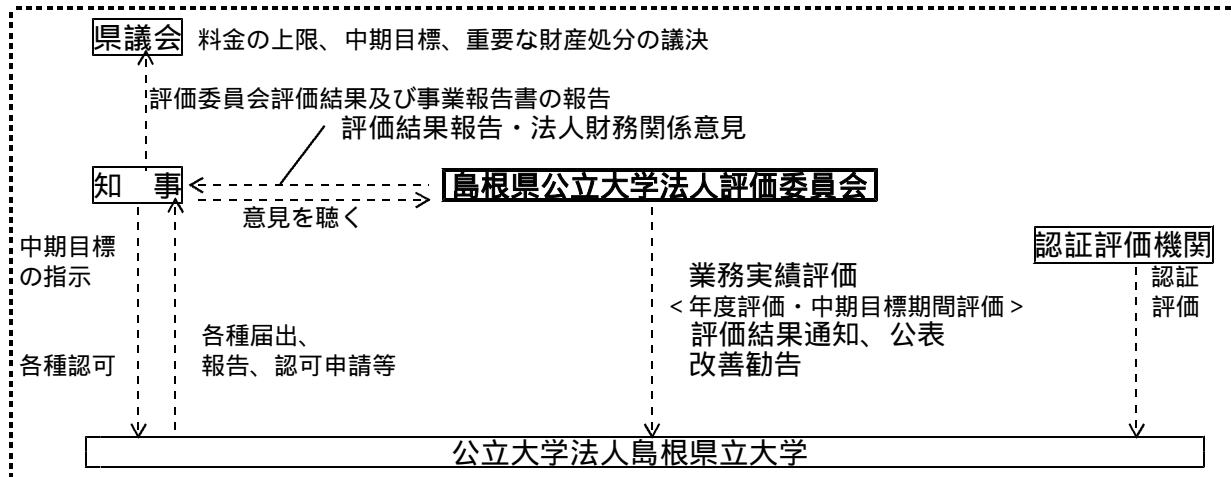 県議会 料金の上限、中期目標、重要な財産処分の議決
評価委員会評価結果及び事業報告書の報告
評価結果報告・法人財務関係意見
知　事
島根県公立大学法人評価委員会
意見を聴く
中期目標
の指示
認証評価機関
業務実績評価
<年度評価・中期目標期間評価>
評価結果通知、公表
改善勧告
認証
評価
各種認可
各種届出、
報告、認可申請等
公立大学法人島根県立大学